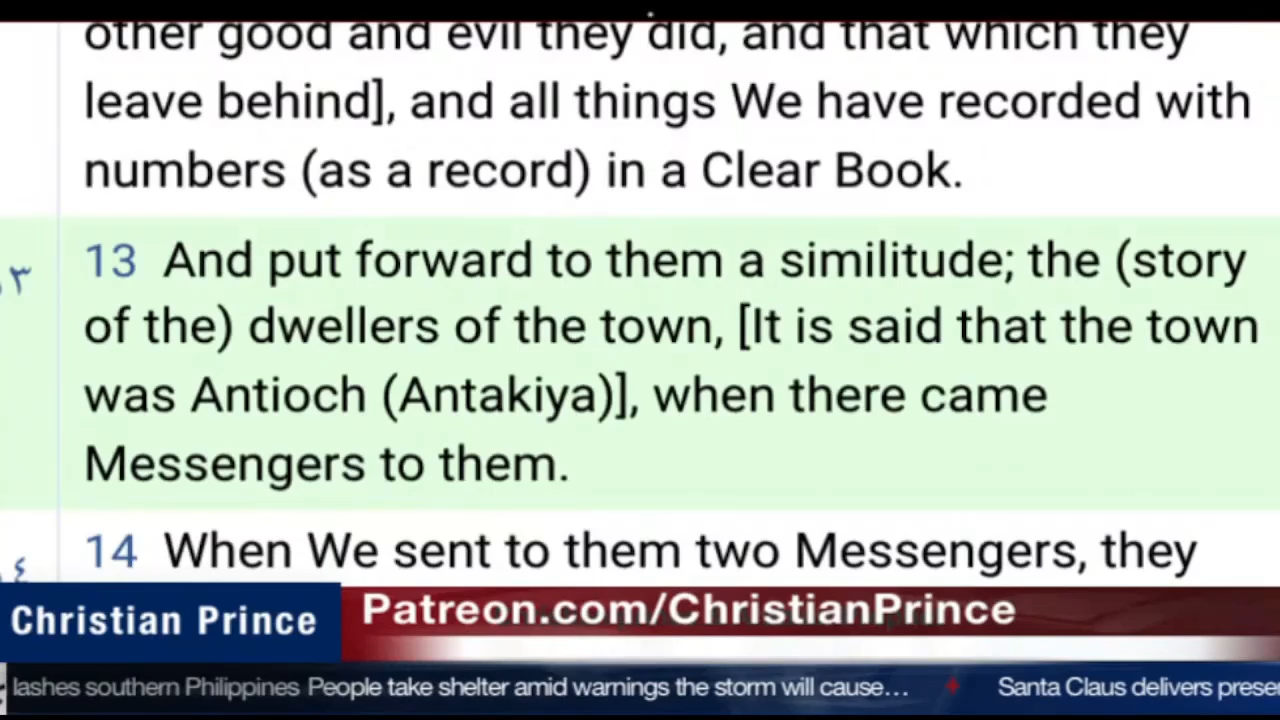 other good and evil they did, and that which they
leave behind], and all things We have recorded with
numbers (as a record) in a Clear Book.
١٣
13 And put forward to them a similitude; the (story
of the) dwellers of the town, [It is said that the town
was Antioch (Antakiya)], when there came
Messengers to them.
14 When We sent to them two Messengers, they
Christian Prince
Patreon.com/ChristianPrince
lashes southern Philippines People take shelter amid warnings the storm will cause... Santa Claus delivers prese